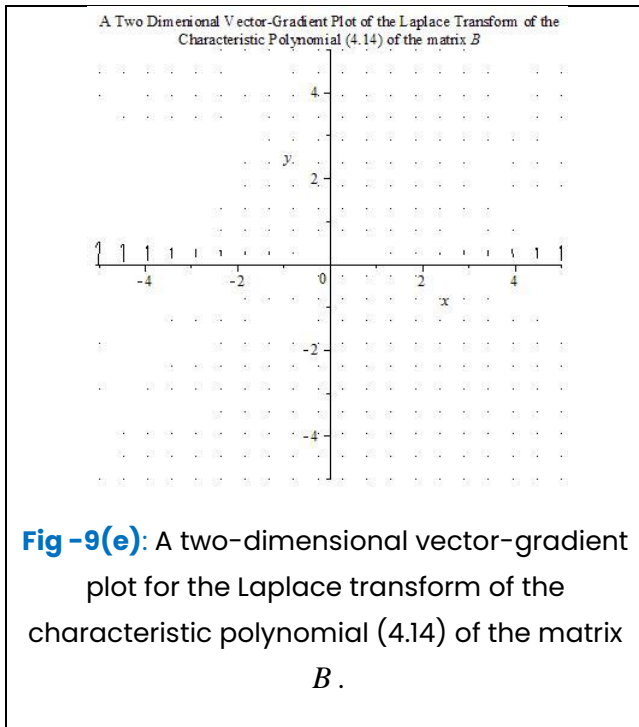 A Two Dimenional Vector-Gradient Plot of the Laplace Transform of the
Characteristic Polynomial (4.14) of the matrix B
4
y
2
-4 -2 0 2 4
x
-2
-4
Fig -9(e): A two-dimensional vector-gradient
plot for the Laplace transform of the
characteristic polynomial (4.14) of the matrix
B .